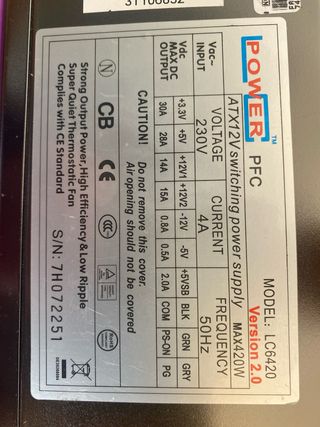 31100852
POWER™ PFC MODEL: LC6420
Version 2.0
ATX12V switching power supply MAX420W
Vac~ INPUT VOLTAGE 230V CURRENT 4A FREQUENCY 50Hz
Vdc +3.3V +5V +12V1 +12V2 -12V -5V +5VSB BLK GRN GRY
MAX DC OUTPUT 30A 28A 14A 15A 0.8A 0.5A 2.0A COM PS-ON PG
CAUTION! Do not remove this cover.
Air opening should not be covered
N CB CE
Strong Output Power, High Efficiency & Low Ripple
Super Quiet Thermostatic Fan
Complies with CE Standard
S/N: 7H072251